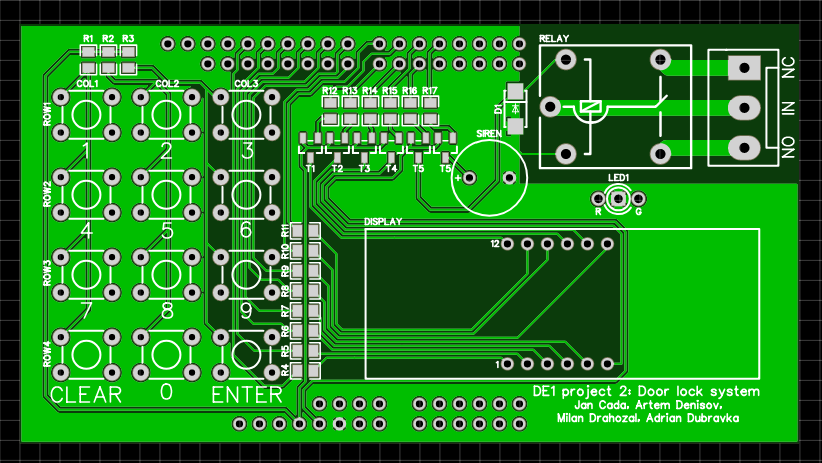 RELAY
R1 R2 R3
NC
COL1 COL2 COL3
R12 R13 R14 R15 R16 R17
D1
IN
ROW1
SIREN
1 2 3
NO
T1 T2 T3 T4 T5 T5
+
LED1
ROW2
R G
4 5 6
DISPLAY
R11
12
R10
ROW3
R9
R8
7 8 9
R7
R6
ROW4
R5
1
R4
CLEAR 0 ENTER
DE1 project 2: Door lock system
Jan Cada, Artem Denisov,
Milan Drahozal, Adrian Dubravka